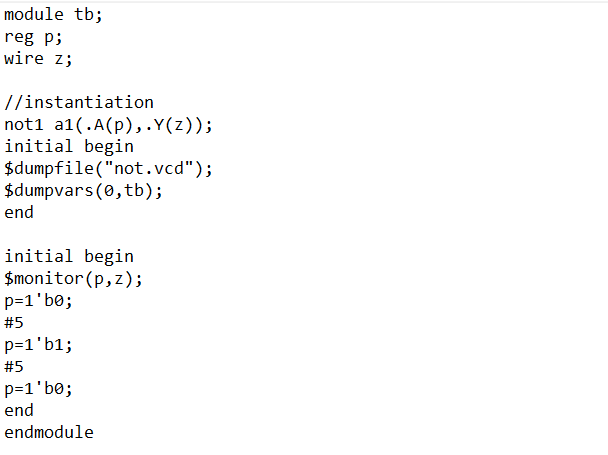 module tb;
reg p;
wire z;
//instantiation
not1 a1(.A(p),.Y(z));
initial begin
$dumpfile("not.vcd");
$dumpvars(0,tb);
end
initial begin
$monitor(p,z);
p=1'b0;
#5
p=1'b1;
#5
p=1'b0;
end
endmodule